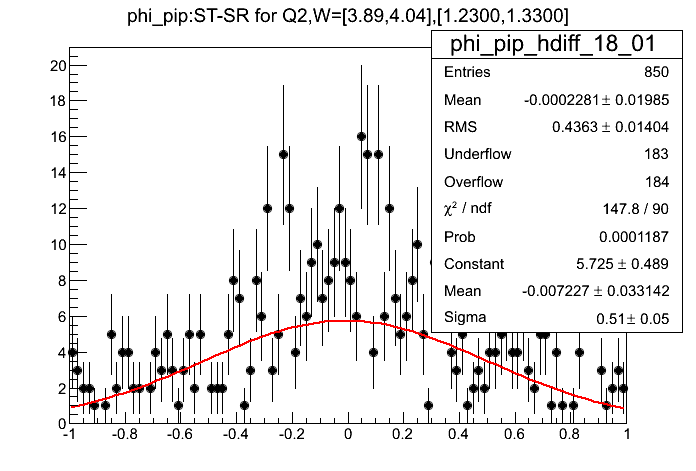 phi_pip:ST-SR for Q2,W=[3.89,4.04],[1.2300,1.3300]
phi_pip_hdiff_18_01
Entries 850
Mean -0.0002281 ± 0.01985
RMS 0.4363 ± 0.01404
Underflow 183
Overflow 184
χ² / ndf 147.8 / 90
Prob 0.0001187
Constant 5.725 ± 0.489
Mean -0.007227 ± 0.033142
Sigma 0.51 ± 0.05
20
18
16
14
12
10
8
6
4
2
0
-1 -0.8 -0.6 -0.4 -0.2 0 0.2 0.4 0.6 0.8 1